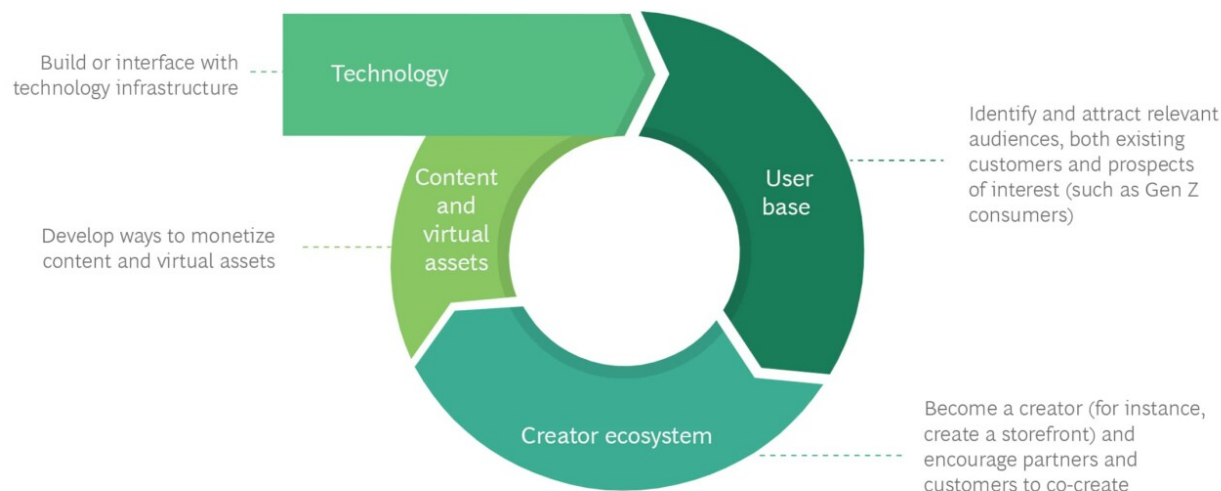 Build or interface with
technology infrastructure
Technology
Identify and attract relevant
audiences, both existing
customers and prospects
of interest (such as Gen Z
consumers)
User
base
Content
and
virtual
assets
Develop ways to monetize
content and virtual assets
Creator ecosystem
Become a creator (for instance,
create a storefront) and
encourage partners and
customers to co-create